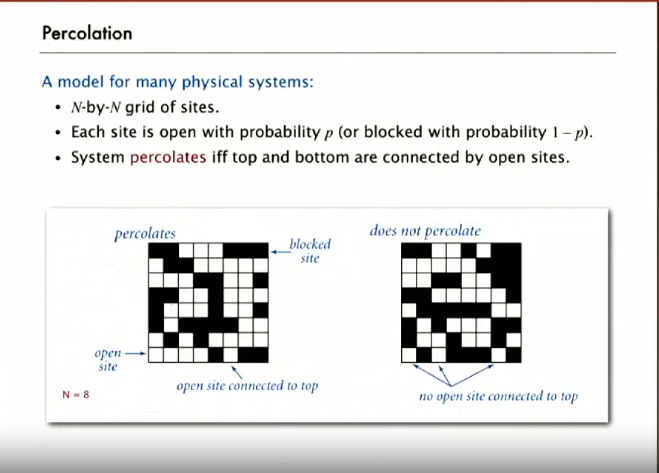 Percolation
A model for many physical systems:
• N-by-N grid of sites.
• Each site is open with probability p (or blocked with probability 1 – p).
• System percolates iff top and bottom are connected by open sites.
percolates
blocked
site
does not percolate
open
site
open site connected to top
no open site connected to top
N = 8